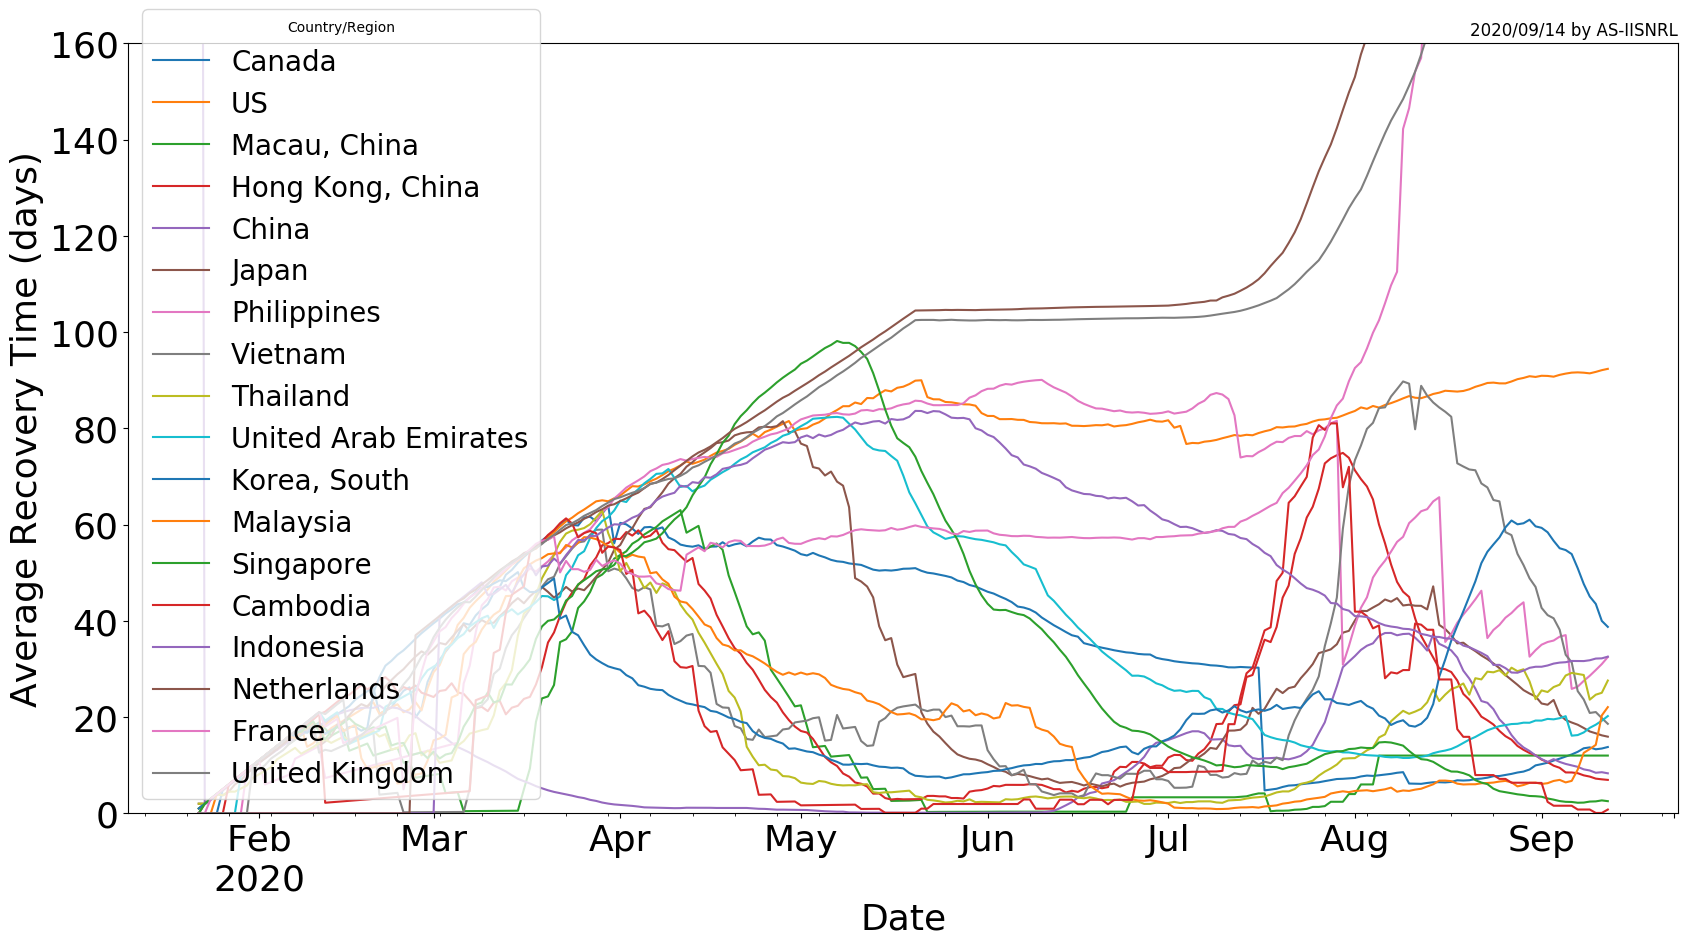 2020/09/14 by AS-IISNRL
Country/Region
Canada
US
Macau, China
Hong Kong, China
China
Japan
Philippines
Vietnam
Thailand
United Arab Emirates
Korea, South
Malaysia
Singapore
Cambodia
Indonesia
Netherlands
France
United Kingdom
Average Recovery Time (days)
160
140
120
100
80
60
40
20
0
Feb Mar Apr May Jun Jul Aug Sep
2020
Date